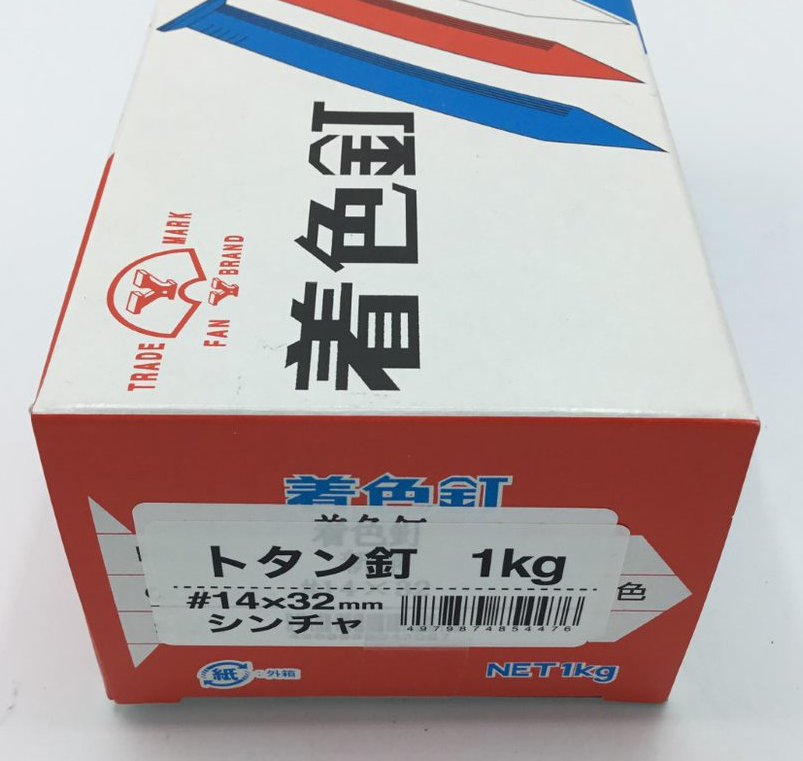 着色釘
TRADE MARK
Y
FAN Y BRAND
着色釘
トタン釘 1kg
#14×32mm
シンチャ
4979874854476
色
紙
外箱
NET1kg